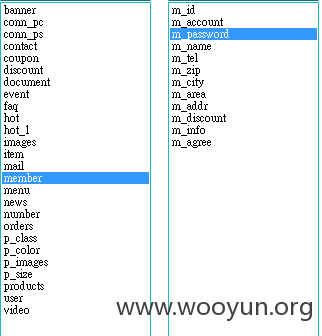 banner
conn_pc
conn_ps
contact
coupon
discount
document
event
faq
hot
hot_1
images
item
mail
member
menu
news
number
orders
p_class
p_color
p_images
p_size
products
user
video
m_id
m_account
m_password
m_name
m_tel
m_zip
m_city
m_area
m_addr
m_discount
m_info
m_agree
www.wooyun.org